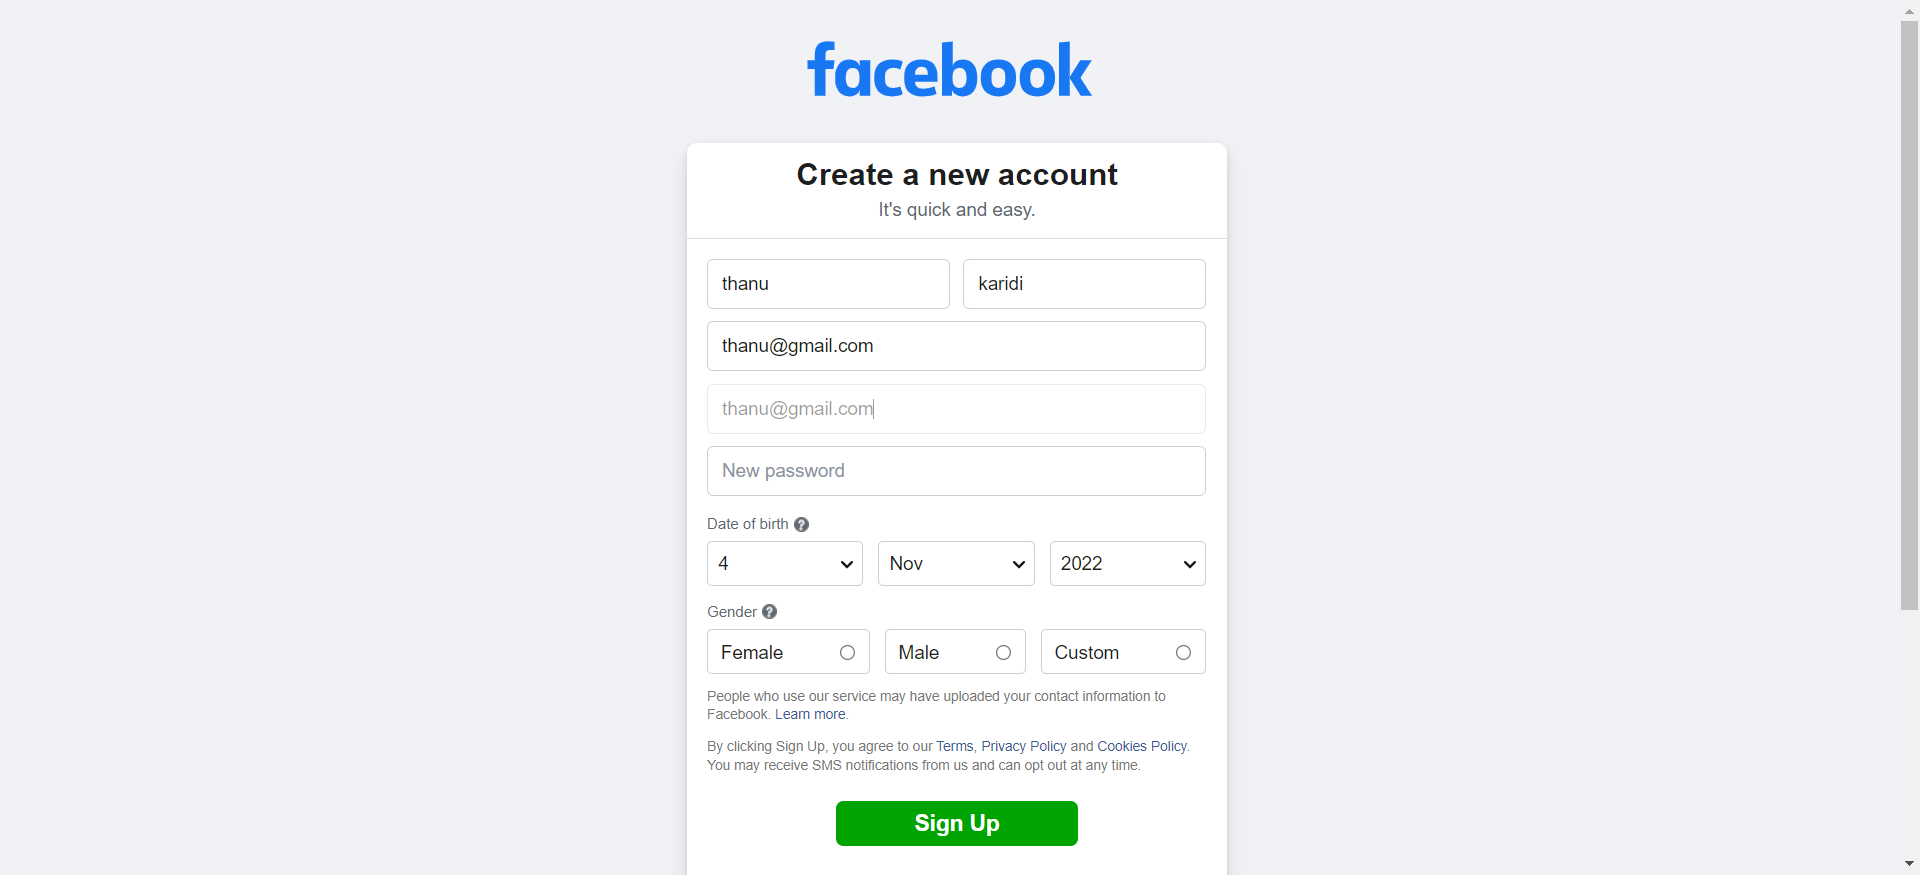 facebook
Create a new account
It's quick and easy.
thanu karidi
thanu@gmail.com
thanu@gmail.com
New password
Date of birth ?
4 Nov 2022
Gender ?
Female Male Custom
People who use our service may have uploaded your contact information to
Facebook. Learn more.
By clicking Sign Up, you agree to our Terms, Privacy Policy and Cookies Policy.
You may receive SMS notifications from us and can opt out at any time.
Sign Up